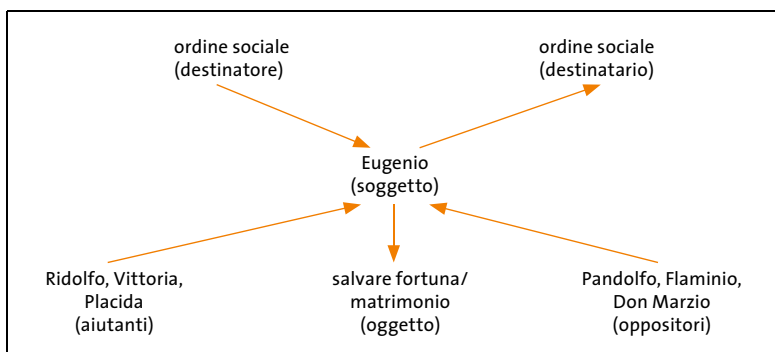 ordine sociale
(destinatore)
ordine sociale
(destinatario)
Eugenio
(soggetto)
Ridolfo, Vittoria,
Placida
(aiutanti)
salvare fortuna/
matrimonio
(oggetto)
Pandolfo, Flaminio,
Don Marzio
(oppositori)